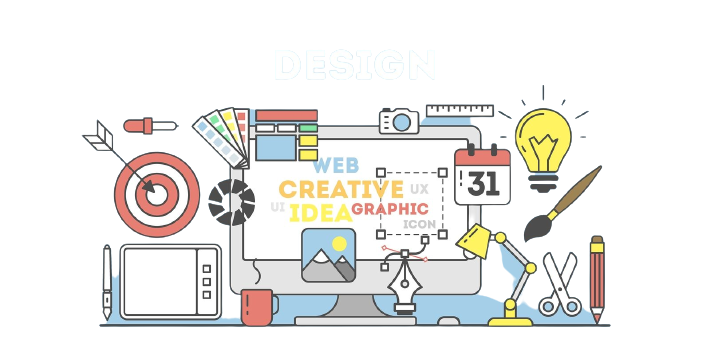 DESIGN
31
WEB
CREATIVE UX
UI IDEA GRAPHIC
ICON